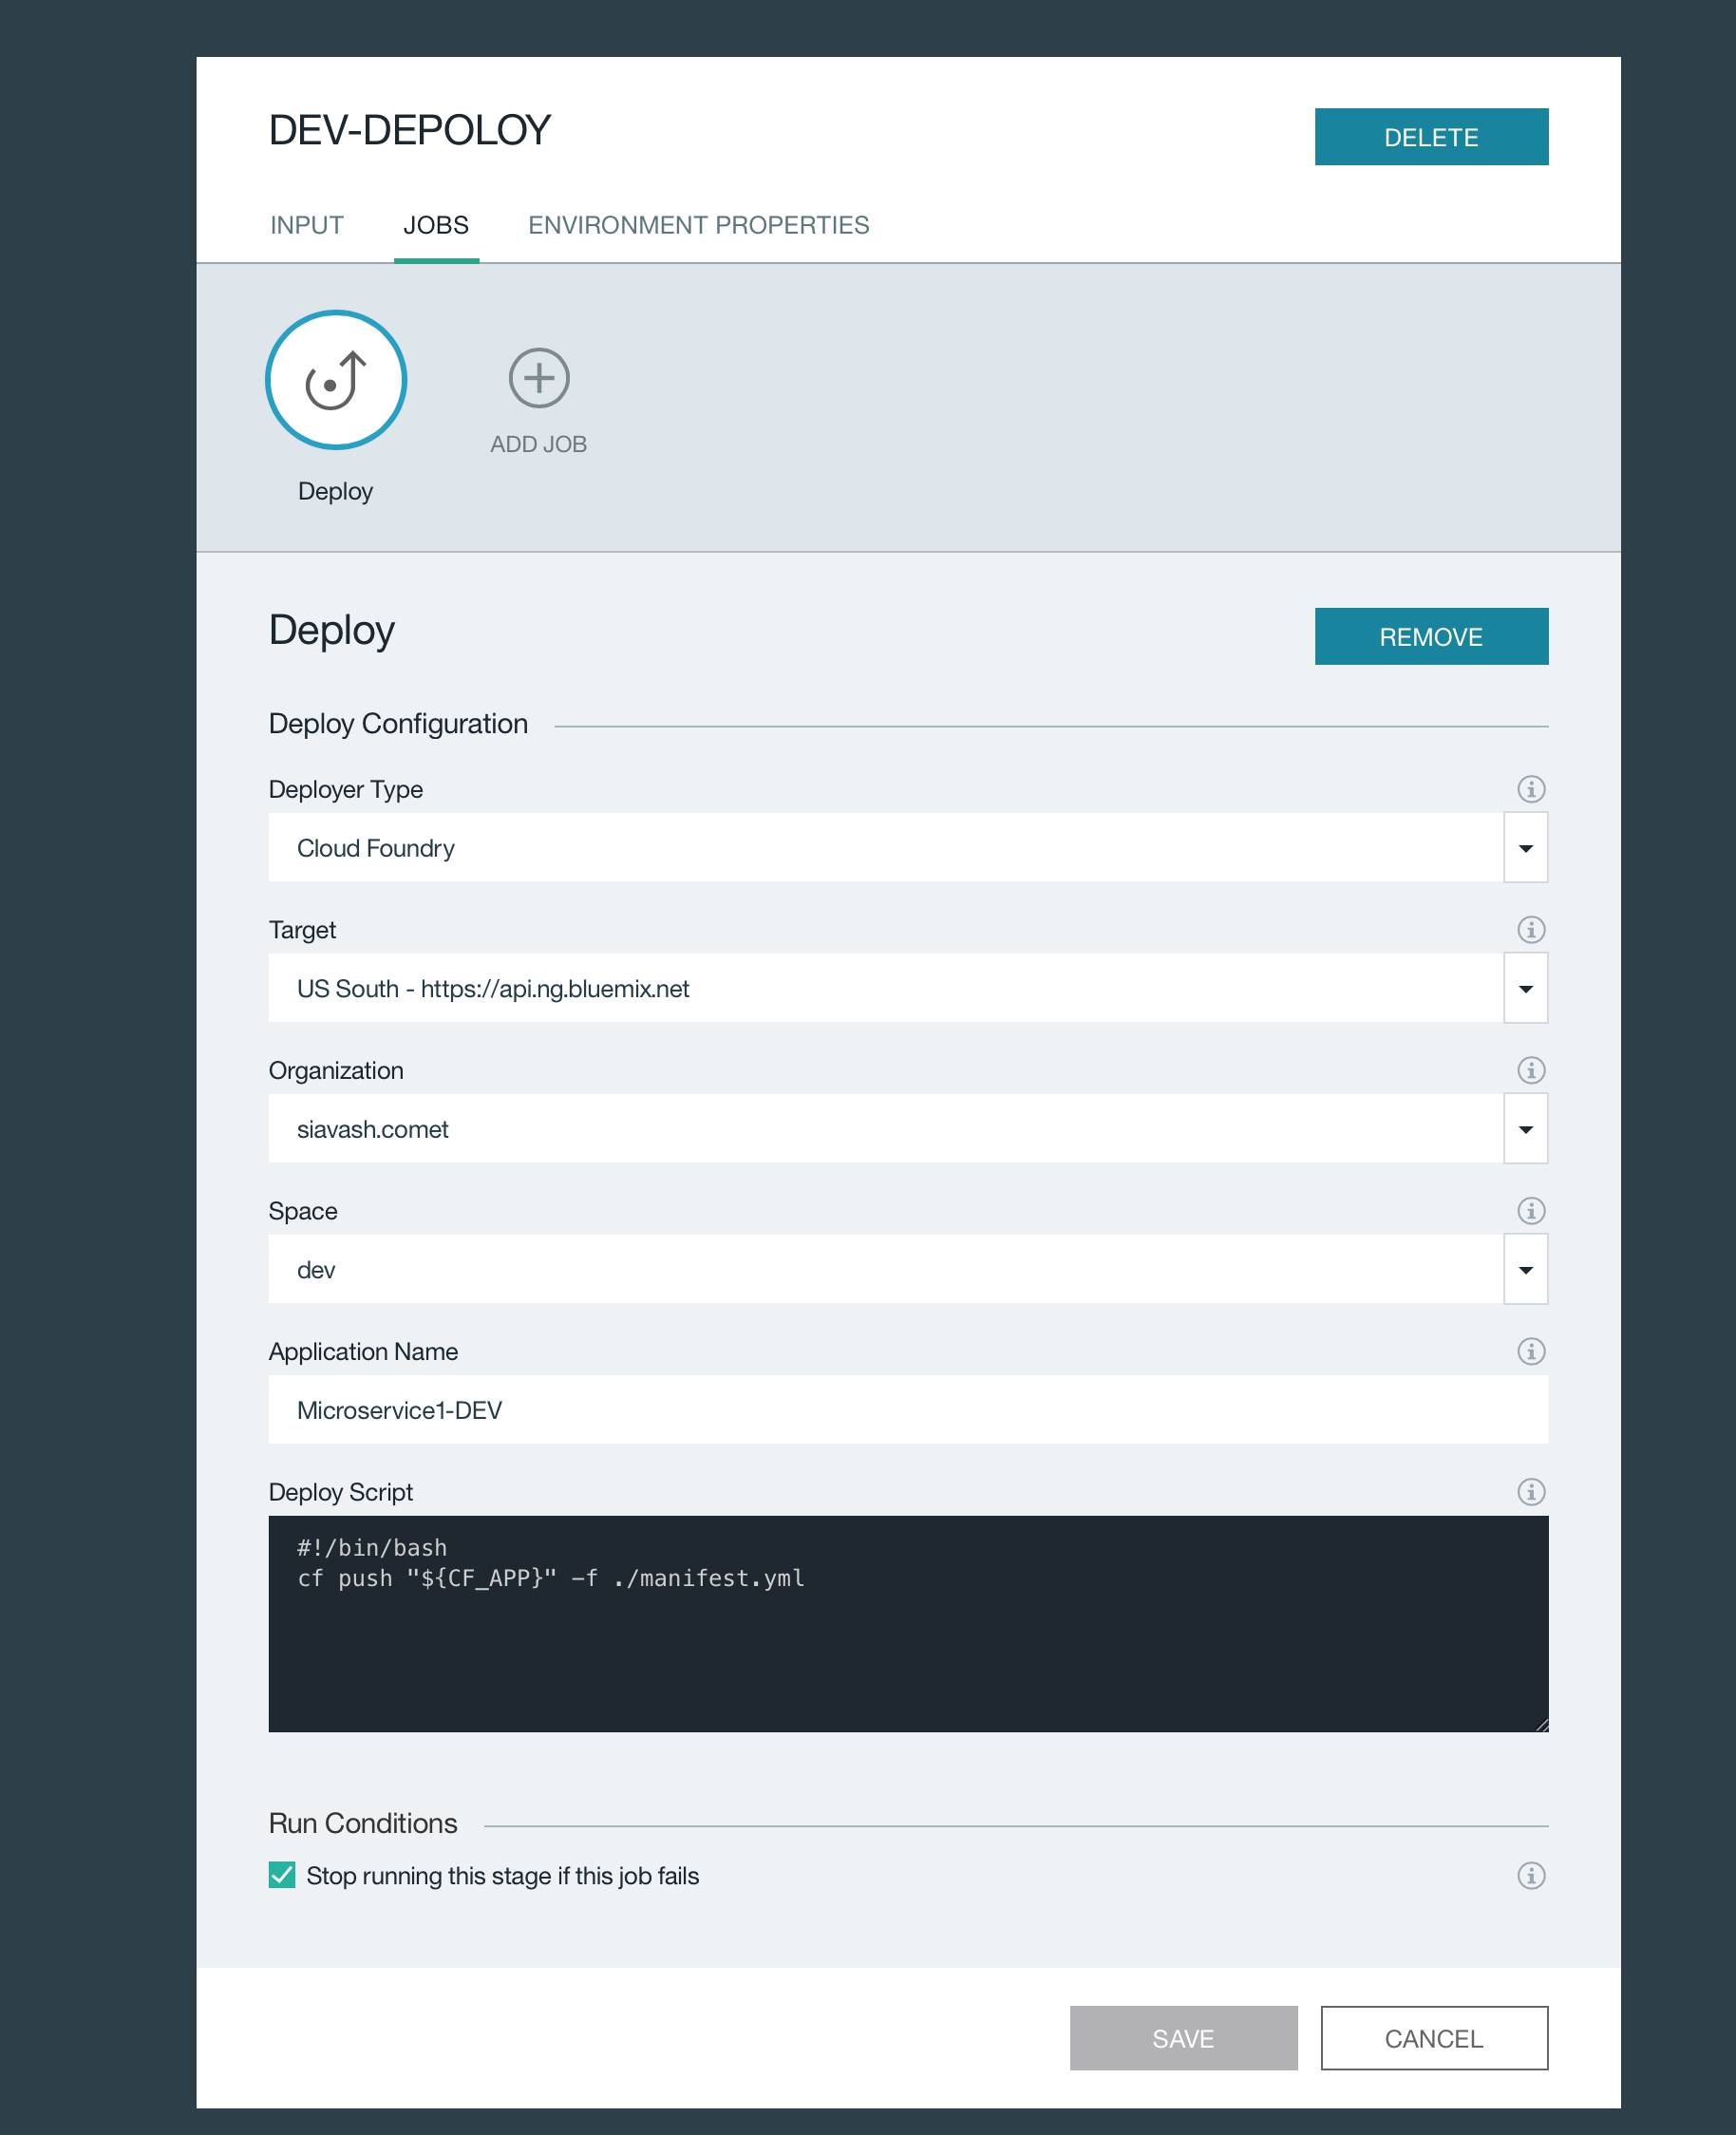 DEV-DEPOLOY
DELETE
INPUT JOBS ENVIRONMENT PROPERTIES
Deploy
ADD JOB
Deploy
REMOVE
Deploy Configuration
Deployer Type
Cloud Foundry
Target
US South - https://api.ng.bluemix.net
Organization
siavash.comet
Space
dev
Application Name
Microservice1-DEV
Deploy Script
#!/bin/bash
cf push "${CF_APP}" -f ./manifest.yml
Run Conditions
Stop running this stage if this job fails
SAVE
CANCEL